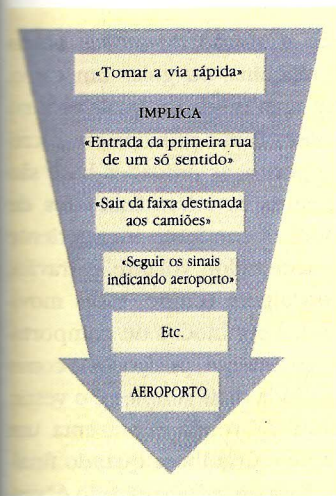 «Tomar a via rápida»
IMPLICA
«Entrada da primeira rua
de um só sentido»
«Sair da faixa destinada
aos camiões»
«Seguir os sinais
indicando aeroporto»
Etc.
AEROPORTO